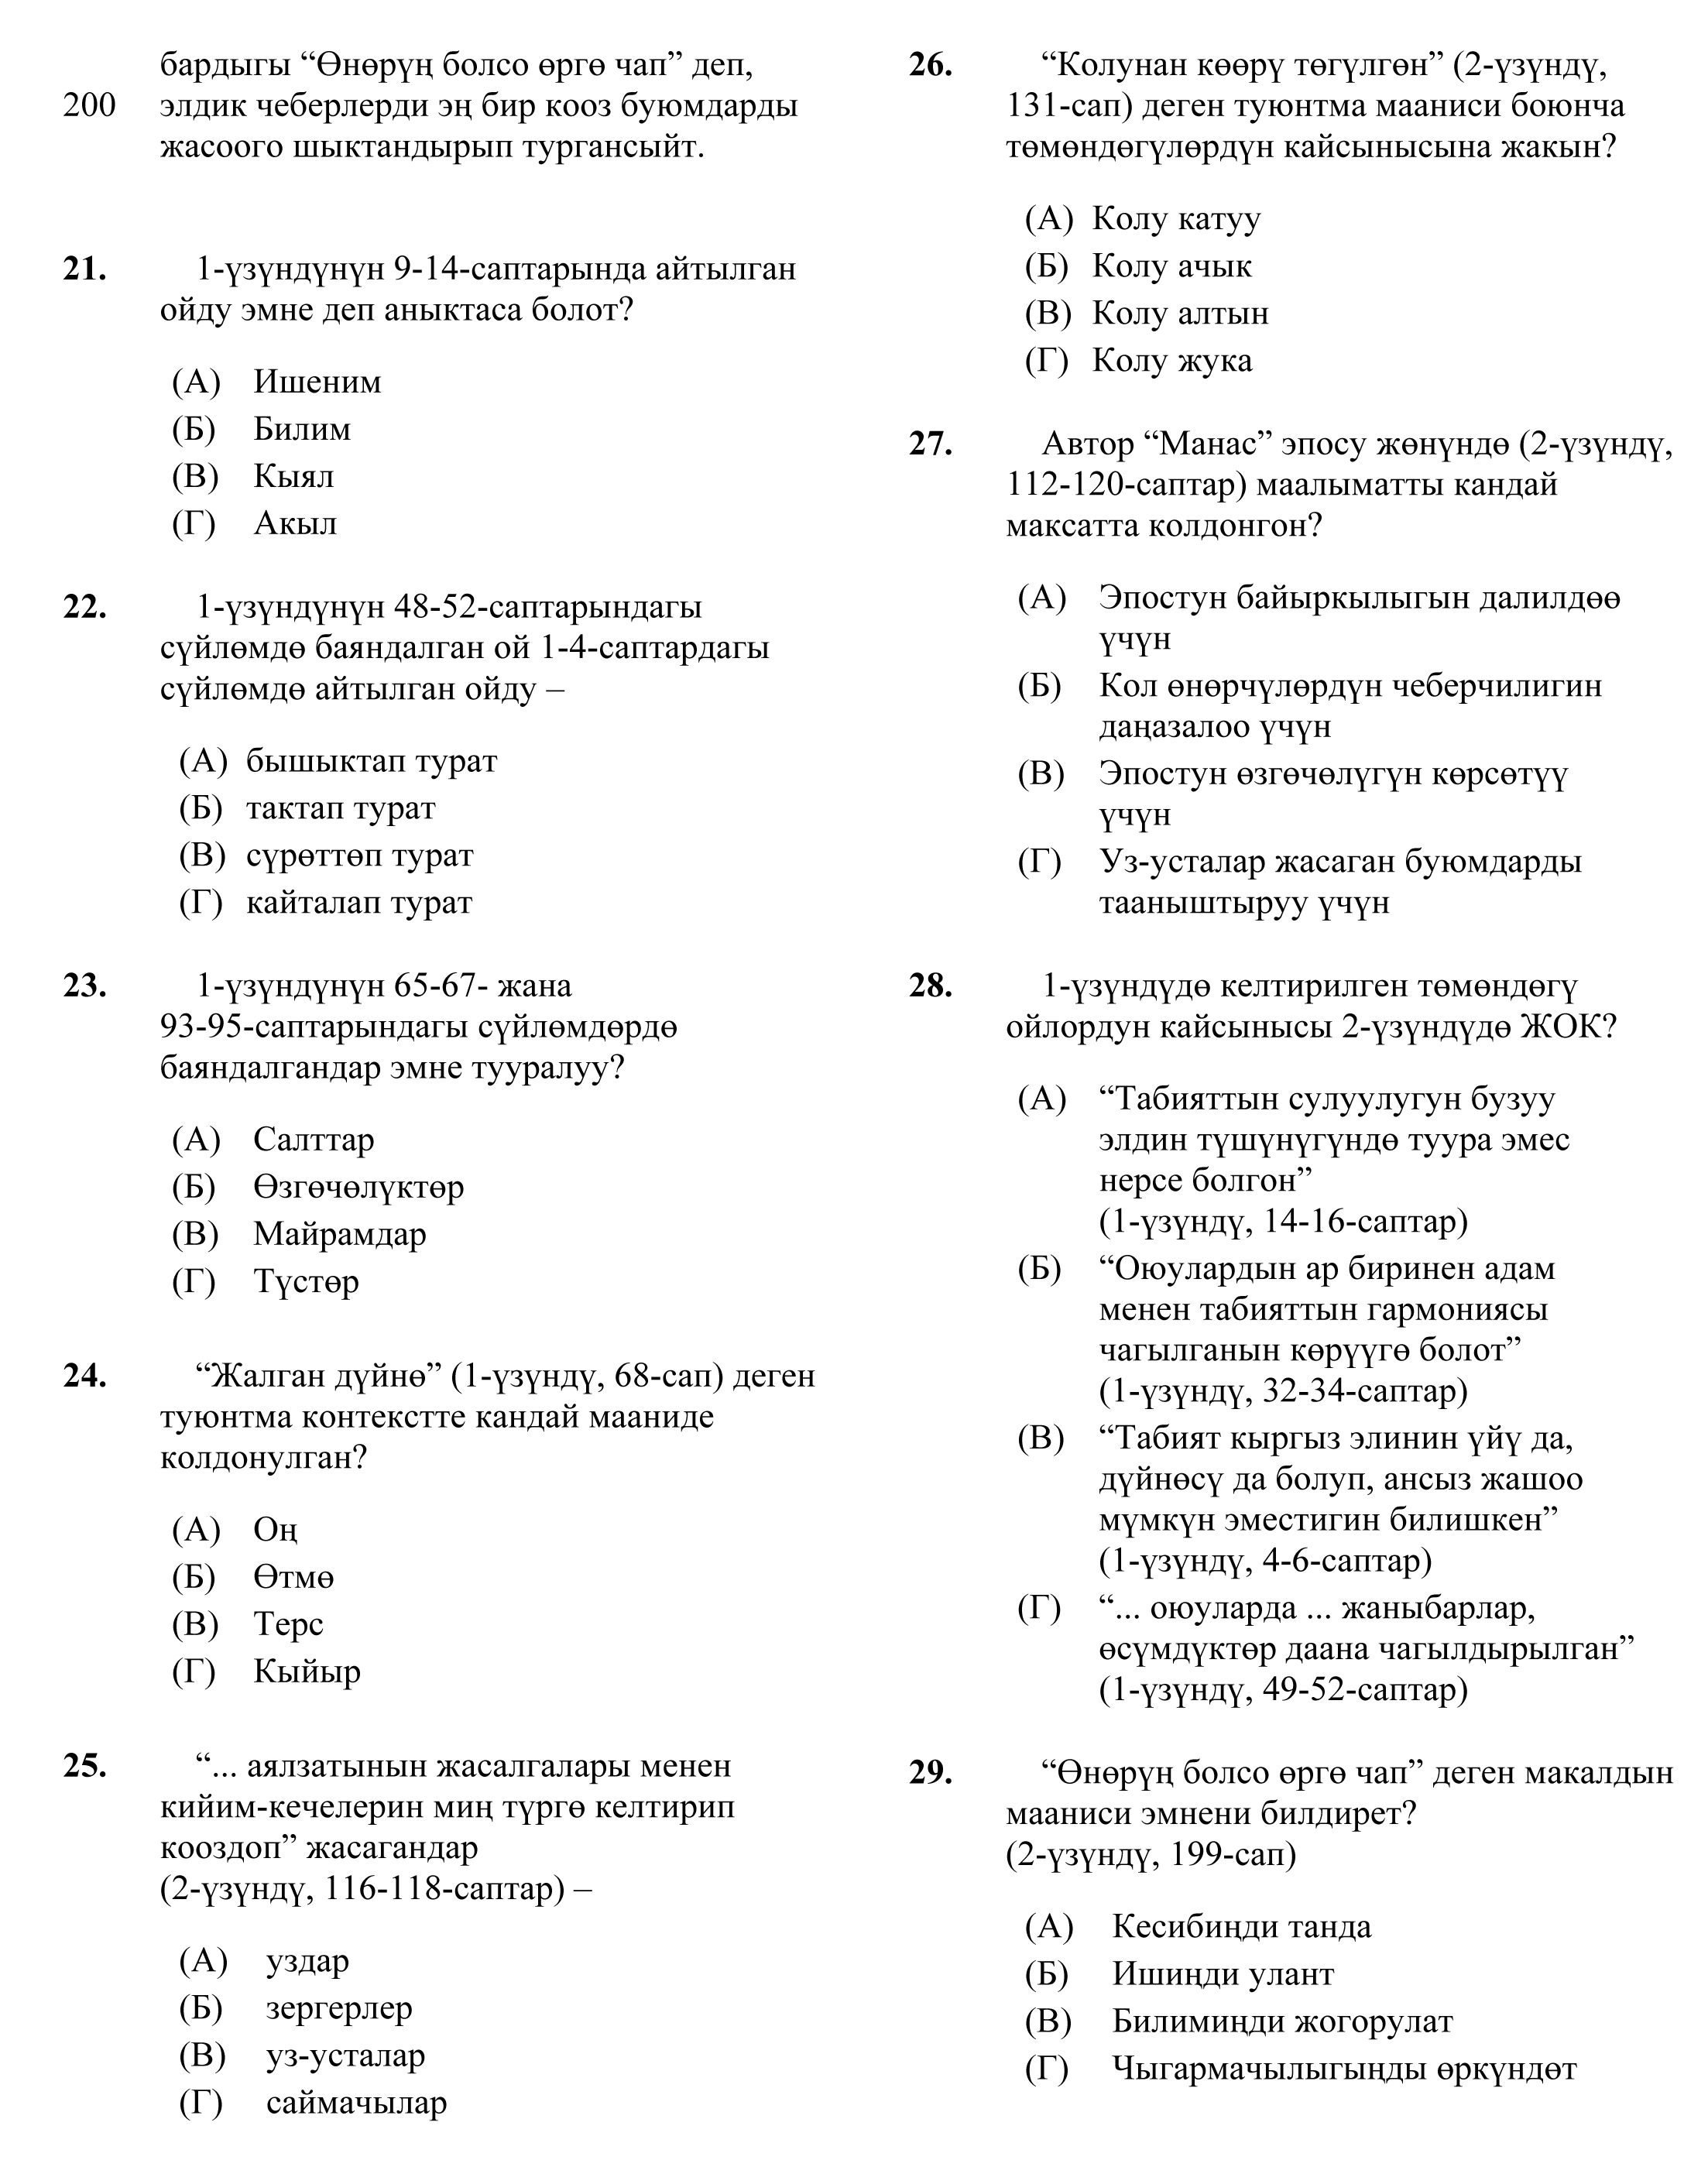 бардыгы “Өнөрүң болсо өргө чап” деп,
200 элдик чеберлерди эң бир кооз буюмдарды
жасоого шыктандырып тургансыйт.
21. 1-үзүндүнүн 9-14-саптарында айтылган
ойду эмне деп аныктаса болот?
(А) Ишеним
(Б) Билим
(В) Кыял
(Г) Акыл
22. 1-үзүндүнүн 48-52-саптарындагы
сүйлөмдө баяндалган ой 1-4-саптардагы
сүйлөмдө айтылган ойду –
(А) бышыктап турат
(Б) тактап турат
(В) сүрөттөп турат
(Г) кайталап турат
23. 1-үзүндүнүн 65-67- жана
93-95-саптарындагы сүйлөмдөрдө
баяндалгандар эмне тууралуу?
(А) Салттар
(Б) Өзгөчөлүктөр
(В) Майрамдар
(Г) Түстөр
24. “Жалган дүйнө” (1-үзүндү, 68-сап) деген
туюнтма контекстте кандай мааниде
колдонулган?
(А) Оң
(Б) Өтмө
(В) Терс
(Г) Кыйыр
25. “... аялзатынын жасалгалары менен
кийим-кечелерин миң түргө келтирип
кооздоп” жасагандар
(2-үзүндү, 116-118-саптар) –
(А) уздар
(Б) зергерлер
(В) уз-усталар
(Г) саймачылар
26. “Колунан көөрү төгүлгөн” (2-үзүндү,
131-сап) деген туюнтма мааниси боюнча
төмөндөгүлөрдүн кайсынысына жакын?
(А) Колу катуу
(Б) Колу ачык
(В) Колу алтын
(Г) Колу жука
27. Автор “Манас” эпосу жөнүндө (2-үзүндү,
112-120-саптар) маалыматты кандай
максатта колдонгон?
(А) Эпостун байыркылыгын далилдөө
үчүн
(Б) Кол өнөрчүлөрдүн чеберчилигин
даңазалоо үчүн
(В) Эпостун өзгөчөлүгүн көрсөтүү
үчүн
(Г) Уз-усталар жасаган буюмдарды
тааныштыруу үчүн
28. 1-үзүндүдө келтирилген төмөндөгү
ойлордун кайсынысы 2-үзүндүдө ЖОК?
(А) “Табияттын сулуулугун бузуу
элдин түшүнүгүндө туура эмес
нерсе болгон”
(1-үзүндү, 14-16-саптар)
(Б) “Оюулардын ар биринен адам
менен табияттын гармониясы
чагылганын көрүүгө болот”
(1-үзүндү, 32-34-саптар)
(В) “Табият кыргыз элинин үйү да,
дүйнөсү да болуп, ансыз жашоо
мүмкүн эместигин билишкен”
(1-үзүндү, 4-6-саптар)
(Г) “... оюуларда ... жаныбарлар,
өсүмдүктөр даана чагылдырылган”
(1-үзүндү, 49-52-саптар)
29. “Өнөрүң болсо өргө чап” деген макалдын
мааниси эмнени билдирет?
(2-үзүндү, 199-сап)
(А) Кесибиңди танда
(Б) Ишиңди улант
(В) Билимиңди жогорулат
(Г) Чыгармачылыгыңды өркүндөт